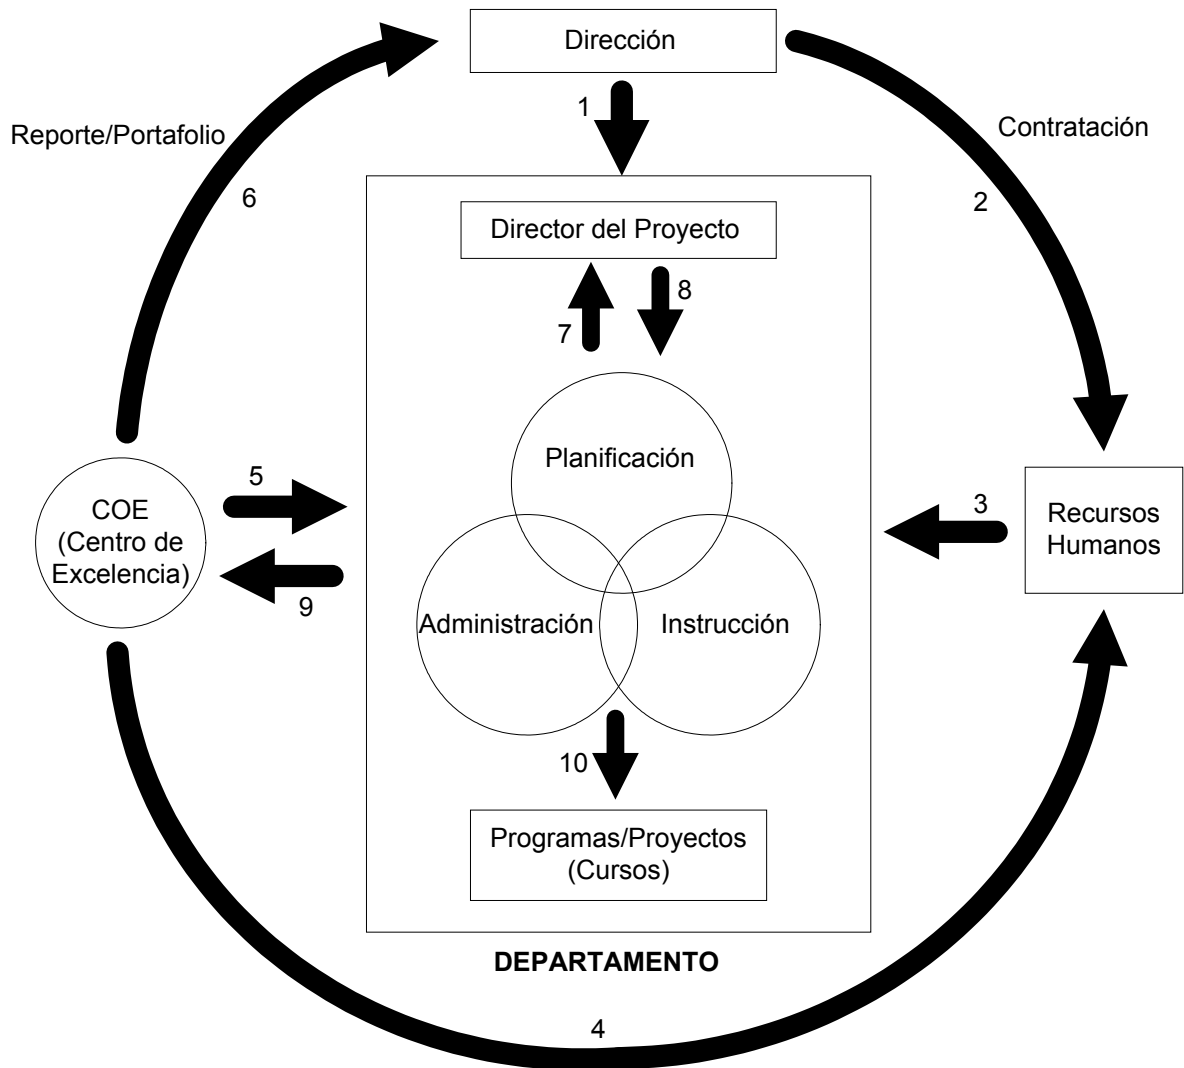 Dirección
1
Reporte/Portafolio
Contratación
6
2
Director del Proyecto
8
7
Planificación
5
3
COE
(Centro de
Excelencia)
Recursos
Humanos
9
Administración
Instrucción
10
Programas/Proyectos
(Cursos)
DEPARTAMENTO
4